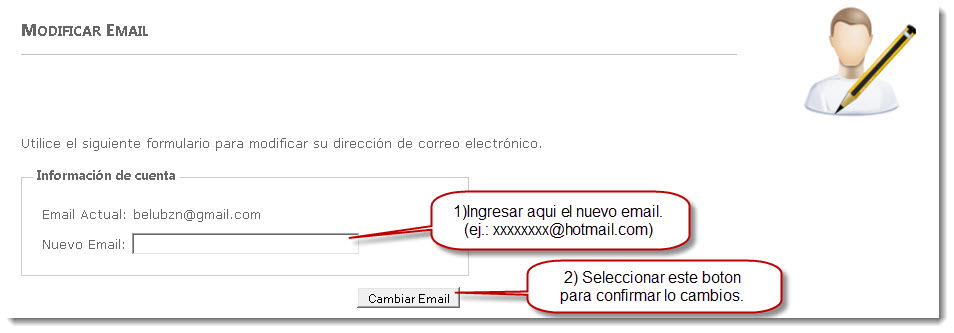 MODIFICAR EMAIL
Utilice el siguiente formulario para modificar su dirección de correo electrónico.
Información de cuenta
Email Actual: belubzn@gmail.com
Nuevo Email:
1)Ingresar aqui el nuevo email.
(ej.: xxxxxxxx@hotmail.com)
Cambiar Email
2) Seleccionar este boton
para confirmar lo cambios.